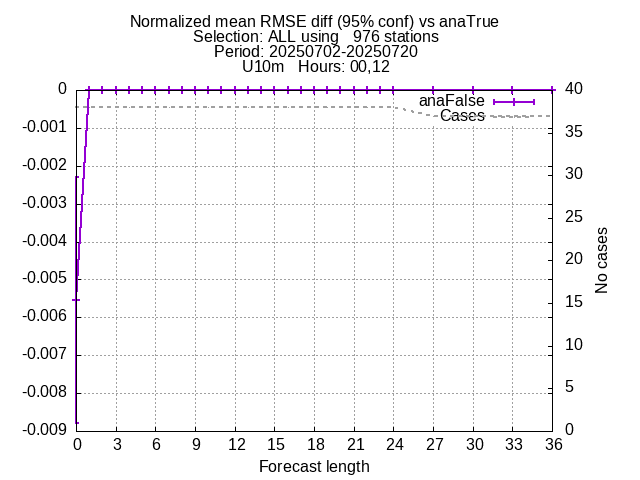 Normalized mean RMSE diff (95% conf) vs anaTrue
Selection: ALL using   976 stations
Period: 20250702-20250720
U10m   Hours: 00,12
0
-0.001
-0.002
-0.003
-0.004
-0.005
-0.006
-0.007
-0.008
-0.009
anaFalse
Cases
40
35
30
25
20
15
10
5
0
No cases
0 3 6 9 12 15 18 21 24 27 30 33 36
Forecast length